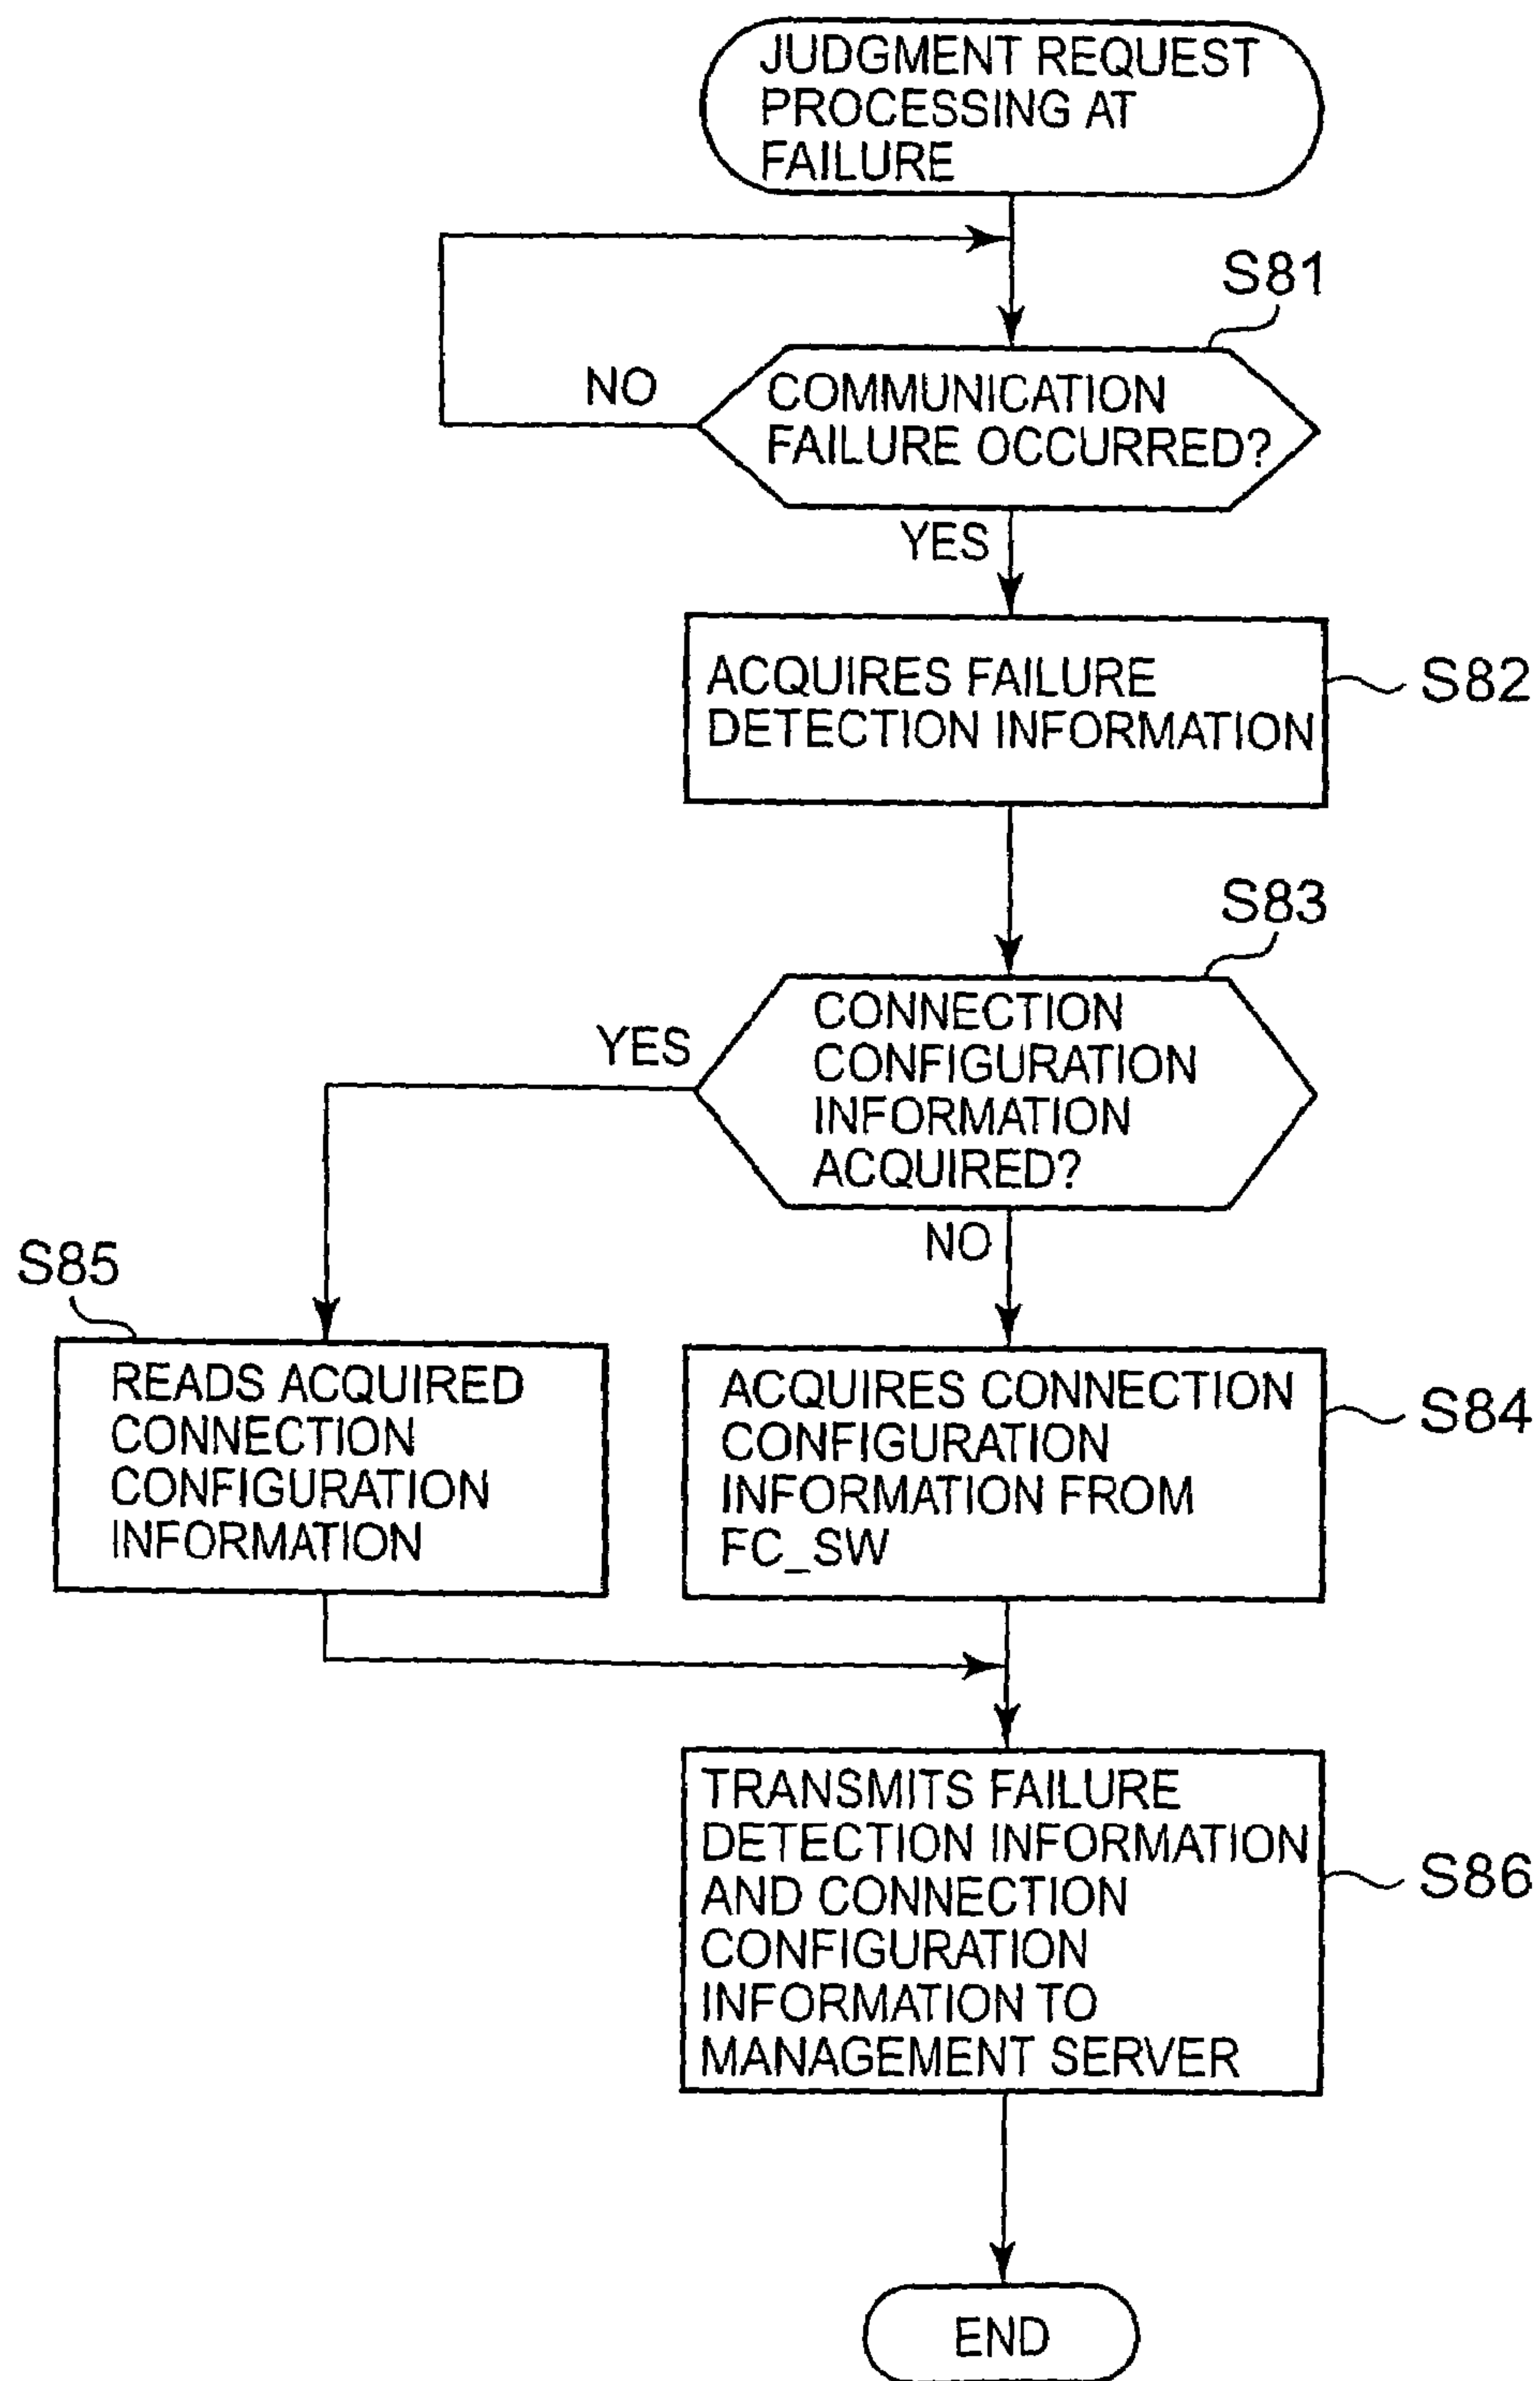 JUDGMENT REQUEST
PROCESSING AT
FAILURE
S81
NO
COMMUNICATION
FAILURE OCCURRED?
YES
ACQUIRES FAILURE
DETECTION INFORMATION
S82
S83
YES
CONNECTION
CONFIGURATION
INFORMATION
ACQUIRED?
NO
S85
READS ACQUIRED
CONNECTION
CONFIGURATION
INFORMATION
ACQUIRES CONNECTION
CONFIGURATION
INFORMATION FROM
FC_SW
S84
TRANSMITS FAILURE
DETECTION INFORMATION
AND CONNECTION
CONFIGURATION
INFORMATION TO
MANAGEMENT SERVER
S86
END